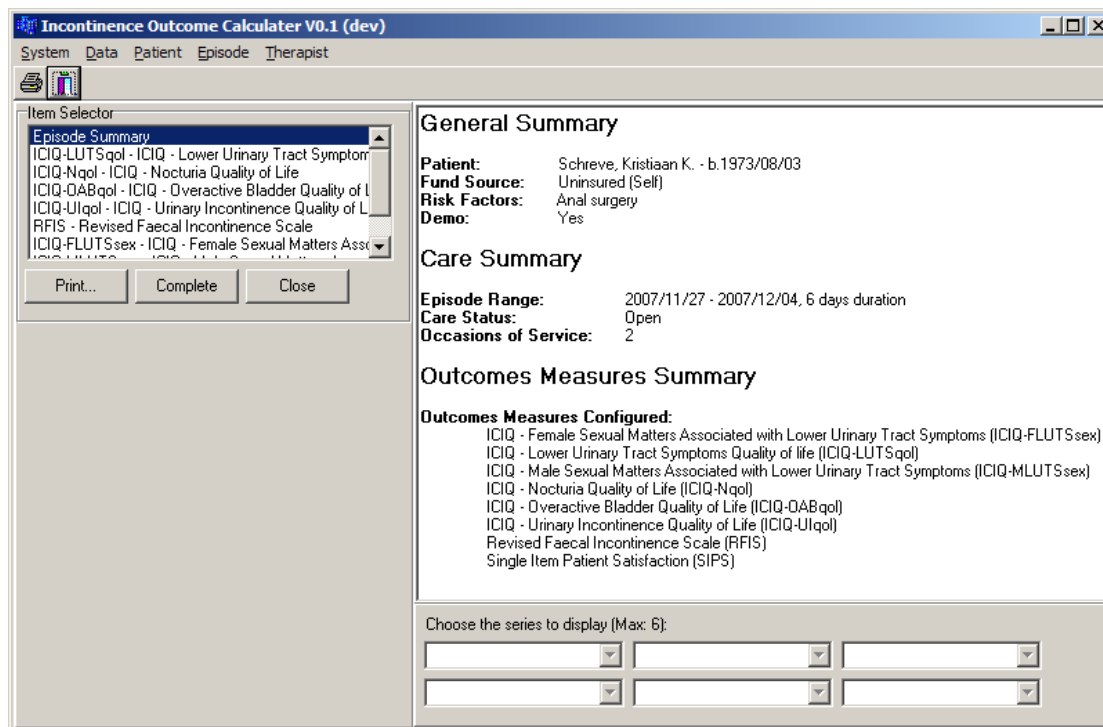 Incontinence Outcome Calculater V0.1 (dev)
System Data Patient Episode Therapist
Item Selector
Episode Summary
ICIQ-LUTSqol - ICIQ - Lower Urinary Tract Symptom
ICIQ-Nqol - ICIQ - Nocturia Quality of Life
ICIQ-OABqol - ICIQ - Overactive Bladder Quality of L
ICIQ-UIqol - ICIQ - Urinary Incontinence Quality of L
RFIS - Revised Faecal Incontinence Scale
ICIQ-FLUTSsex - ICIQ - Female Sexual Matters Asso
Print... Complete Close
General Summary
Patient: Schreve, Kristiaan K. - b.1973/08/03
Fund Source: Uninsured (Self)
Risk Factors: Anal surgery
Demo: Yes
Care Summary
Episode Range: 2007/11/27 - 2007/12/04, 6 days duration
Care Status: Open
Occasions of Service: 2
Outcomes Measures Summary
Outcomes Measures Configured:
ICIQ - Female Sexual Matters Associated with Lower Urinary Tract Symptoms (ICIQ-FLUTSsex)
ICIQ - Lower Urinary Tract Symptoms Quality of life (ICIQ-LUTSqol)
ICIQ - Male Sexual Matters Associated with Lower Urinary Tract Symptoms (ICIQ-MLUTSsex)
ICIQ - Nocturia Quality of Life (ICIQ-Nqol)
ICIQ - Overactive Bladder Quality of Life (ICIQ-OABqol)
ICIQ - Urinary Incontinence Quality of Life (ICIQ-UIqol)
Revised Faecal Incontinence Scale (RFIS)
Single Item Patient Satisfaction (SIPS)
Choose the series to display (Max: 6):